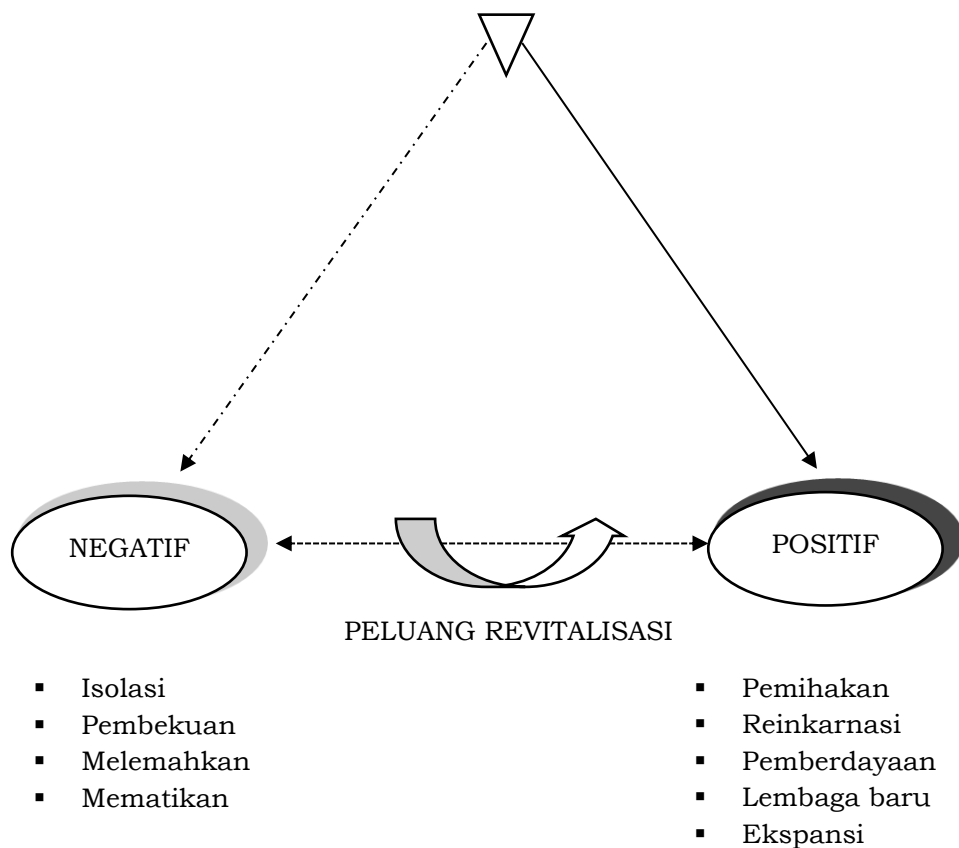 NEGATIF
POSITIF
PELUANG REVITALISASI
▪ Isolasi
▪ Pembekuan
▪ Melemahkan
▪ Mematikan
▪ Pemihakan
▪ Reinkarnasi
▪ Pemberdayaan
▪ Lembaga baru
▪ Ekspansi